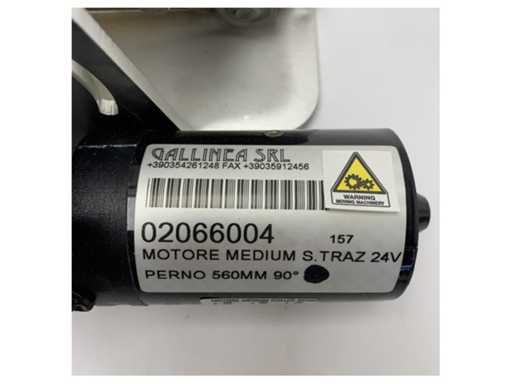 GALLINEA SRL
+390354261248 FAX +39035912456
WARNING
MOVING MACHINERY
02066004 157
MOTORE MEDIUM S.TRAZ 24V
PERNO 560MM 90°